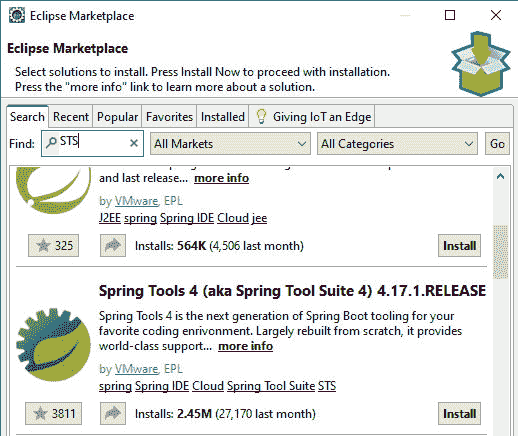 Eclipse Marketplace
Eclipse Marketplace
Select solutions to install. Press Install Now to proceed with installation.
Press the "more info" link to learn more about a solution.
Search Recent Popular Favorites Installed Giving IoT an Edge
Find: STS All Markets All Categories Go
and last release... more info
by VMware, EPL
J2EE spring Spring IDE Cloud jee
325 Installs: 564K (4,506 last month) Install
Spring Tools 4 (aka Spring Tool Suite 4) 4.17.1.RELEASE
Spring Tools 4 is the next generation of Spring Boot tooling for your
favorite coding enrivonment. Largely rebuilt from scratch, it provides
world-class support... more info
by VMware, EPL
spring Spring IDE Cloud Spring Tool Suite STS
3811 Installs: 2.45M (27,170 last month) Install